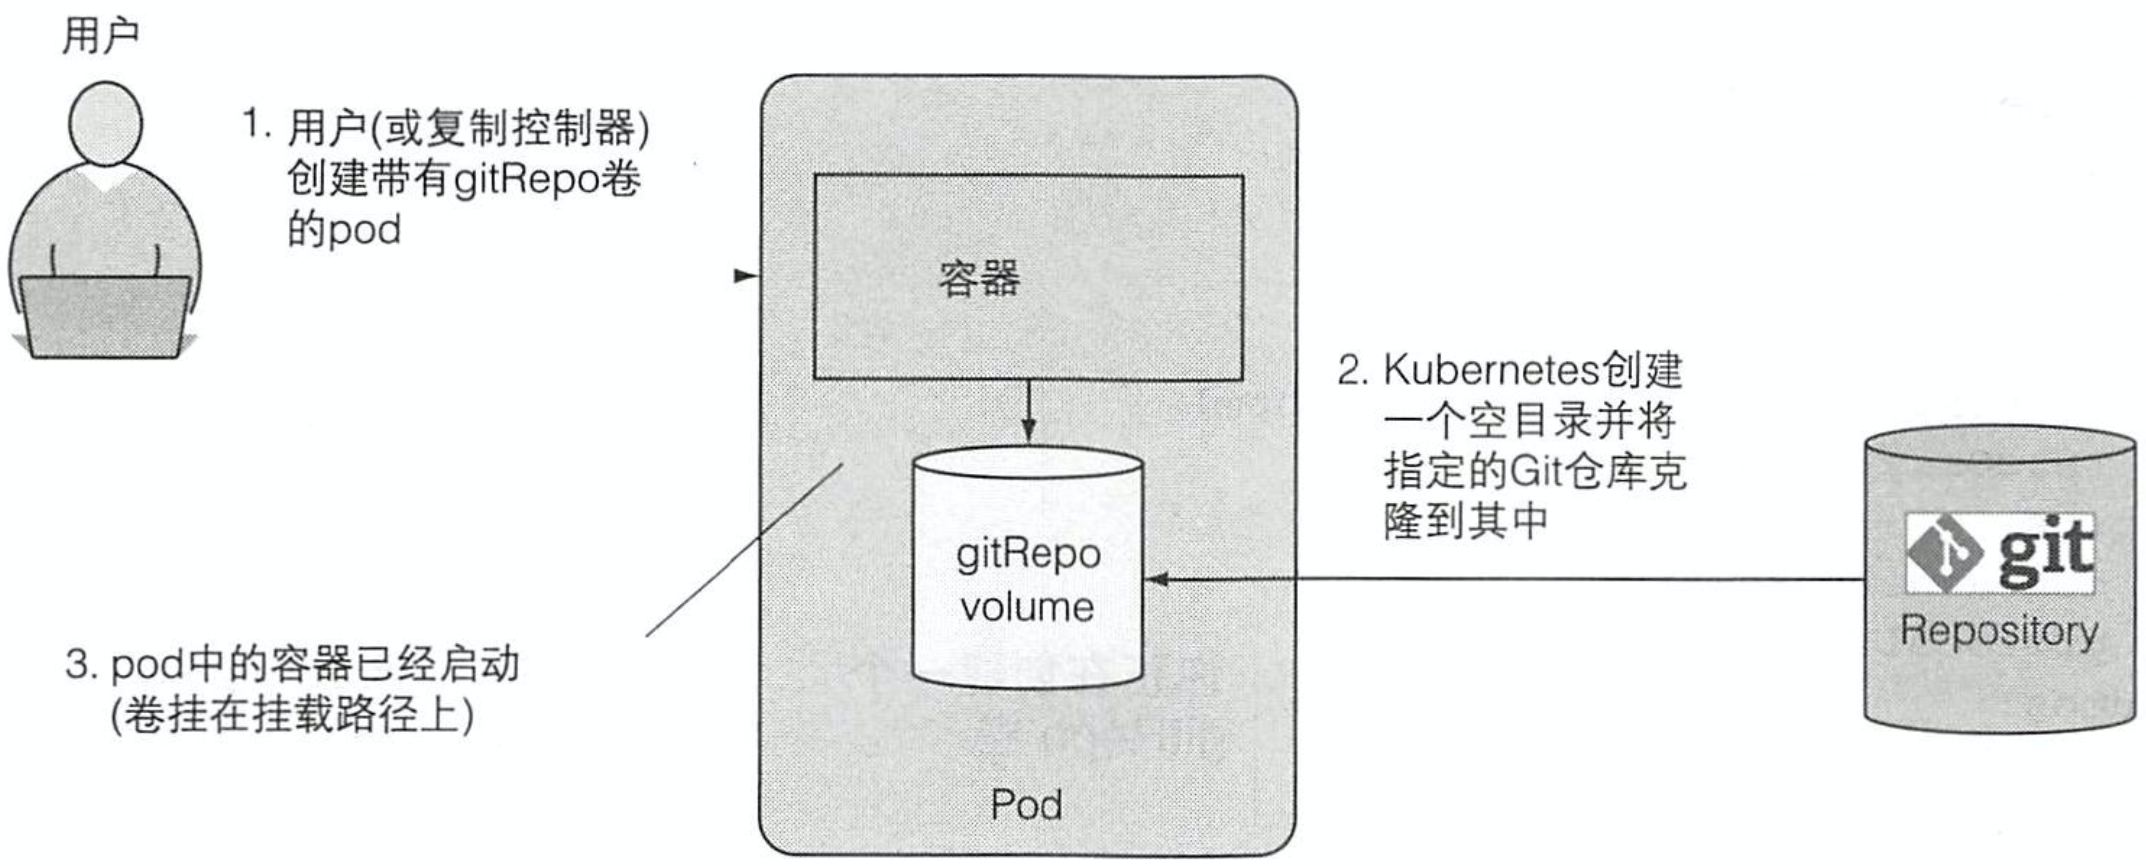 用户
1. 用户(或复制控制器)
创建带有gitRepo卷
的pod
容器
2. Kubernetes创建
一个空目录并将
指定的Git仓库克
隆到其中
gitRepo
volume
git
Repository
3. pod中的容器已经启动
(卷挂在挂载路径上)
Pod